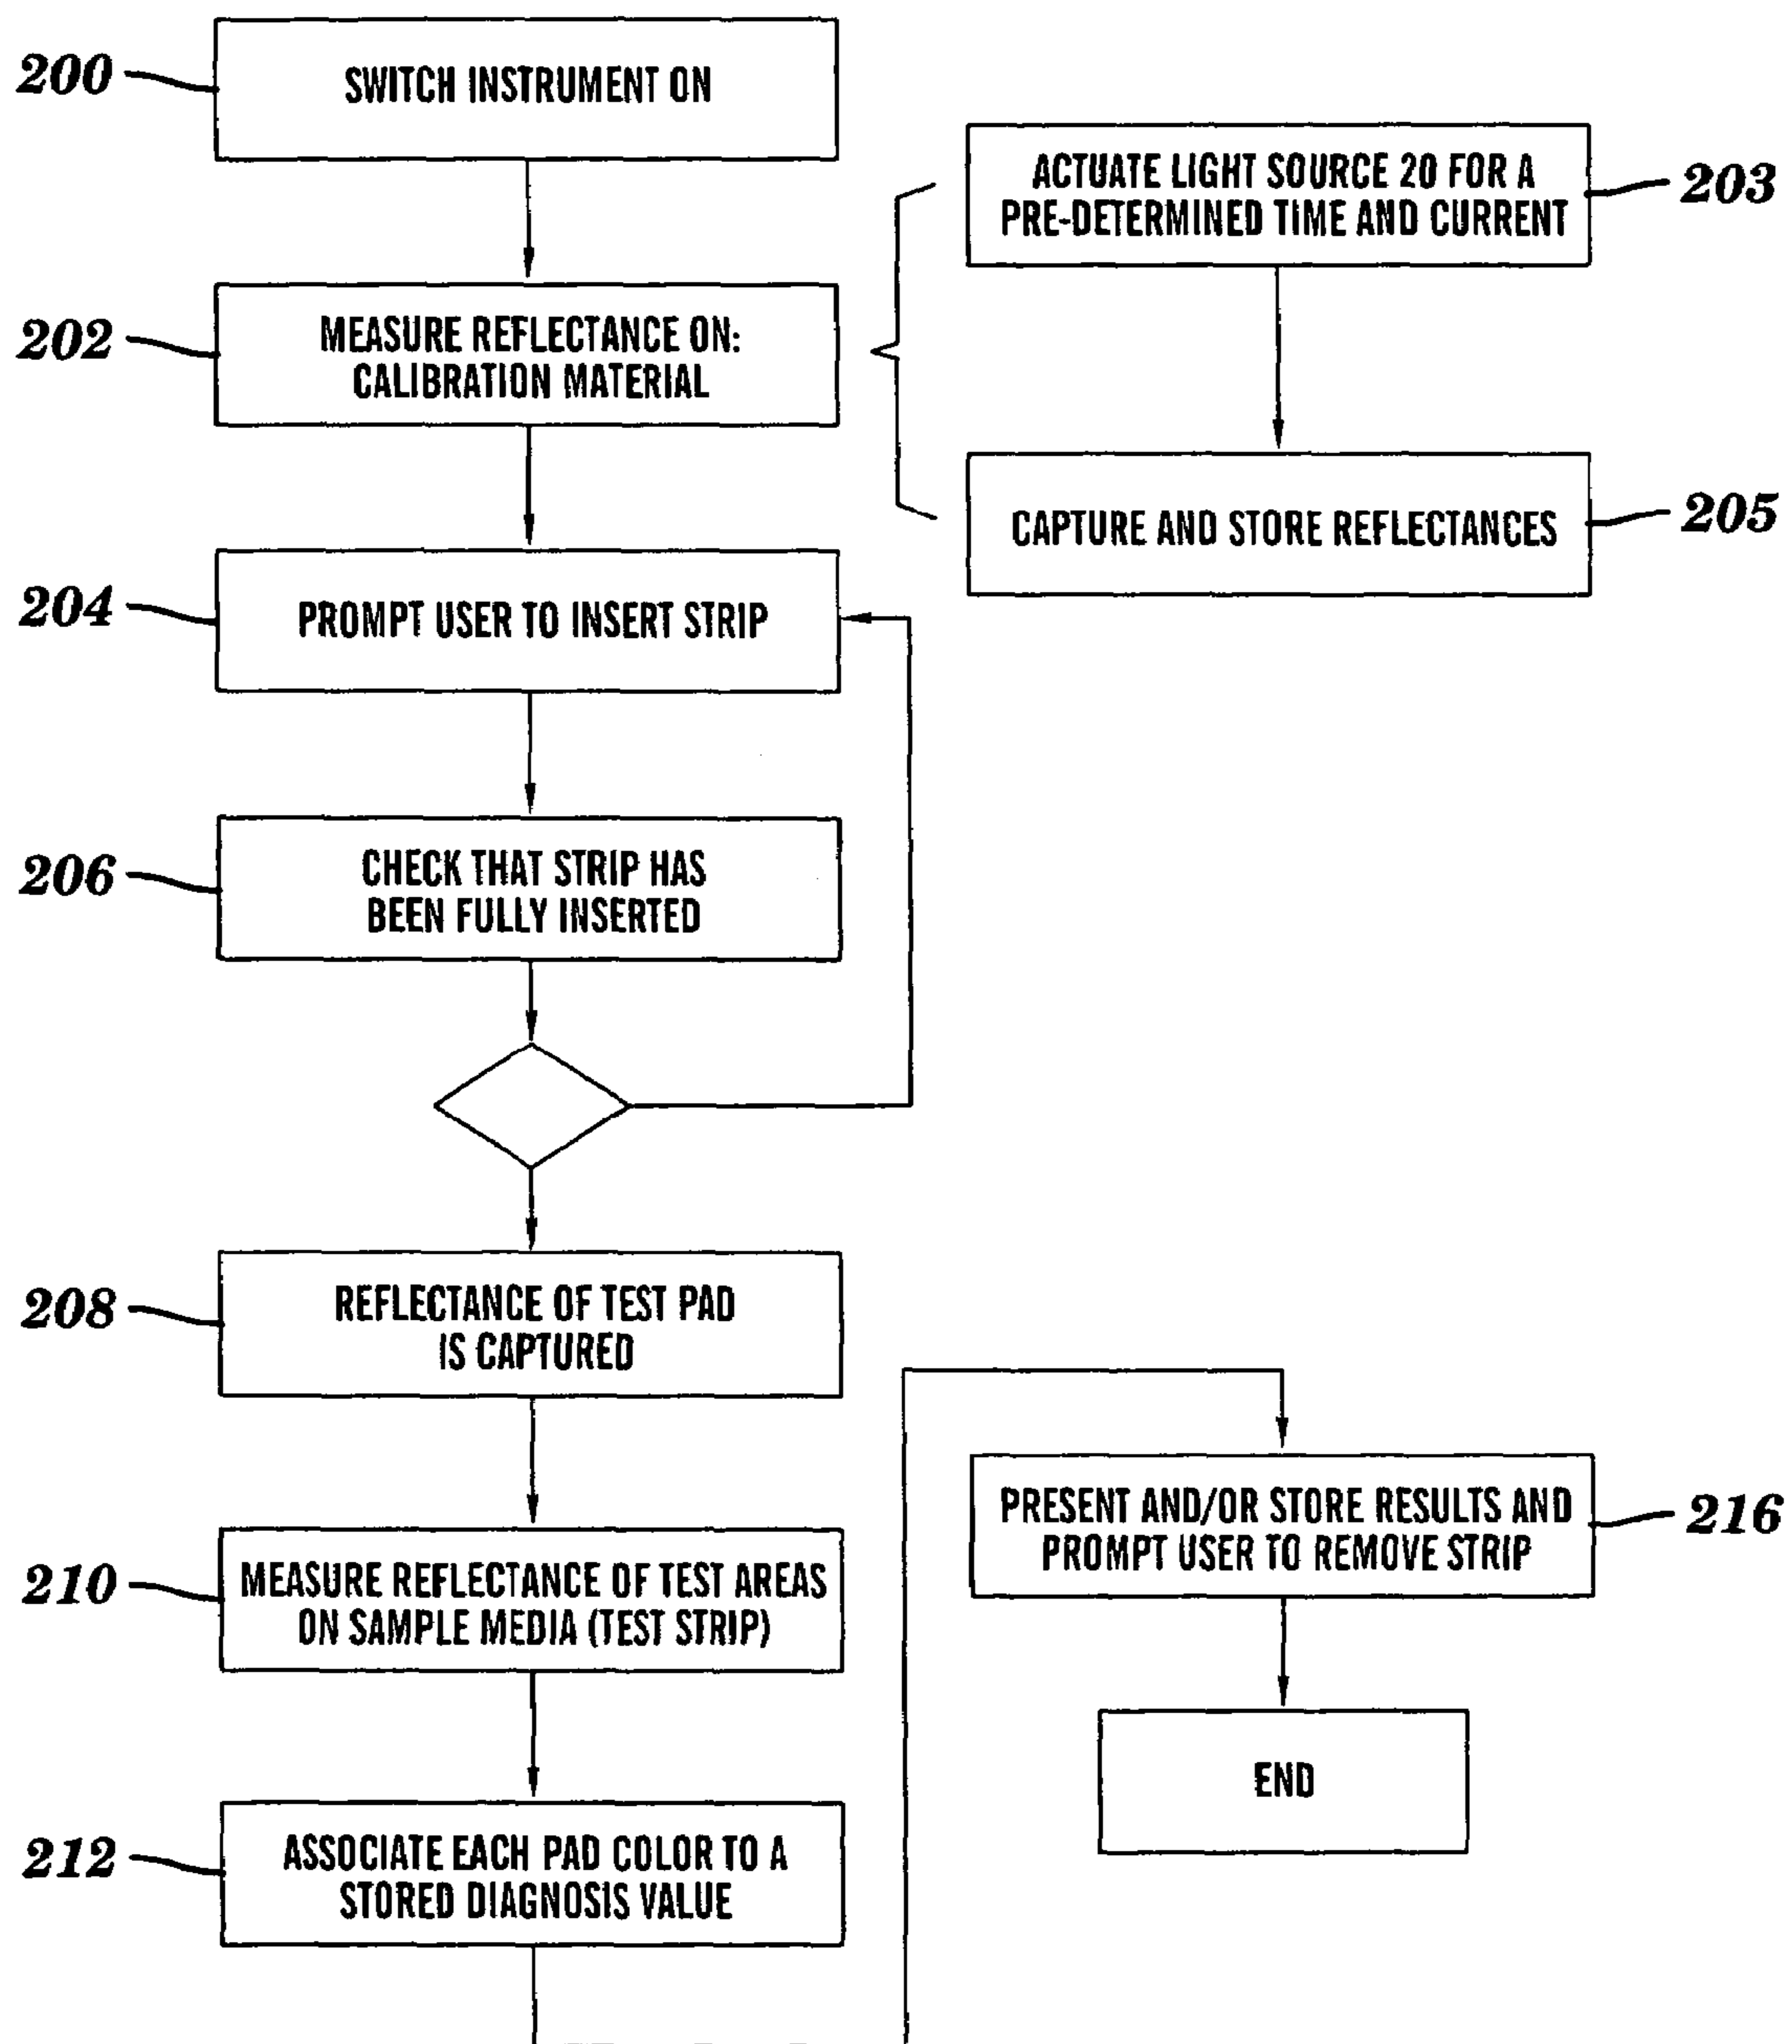 200
SWITCH INSTRUMENT ON
202
MEASURE REFLECTANCE ON:
CALIBRATION MATERIAL
ACTUATE LIGHT SOURCE 20 FOR A
PRE-DETERMINED TIME AND CURRENT
203
CAPTURE AND STORE REFLECTANCES
205
204
PROMPT USER TO INSERT STRIP
206
CHECK THAT STRIP HAS
BEEN FULLY INSERTED
208
REFLECTANCE OF TEST PAD
IS CAPTURED
210
MEASURE REFLECTANCE OF TEST AREAS
ON SAMPLE MEDIA (TEST STRIP)
212
ASSOCIATE EACH PAD COLOR TO A
STORED DIAGNOSIS VALUE
PRESENT AND/OR STORE RESULTS AND
PROMPT USER TO REMOVE STRIP
216
END